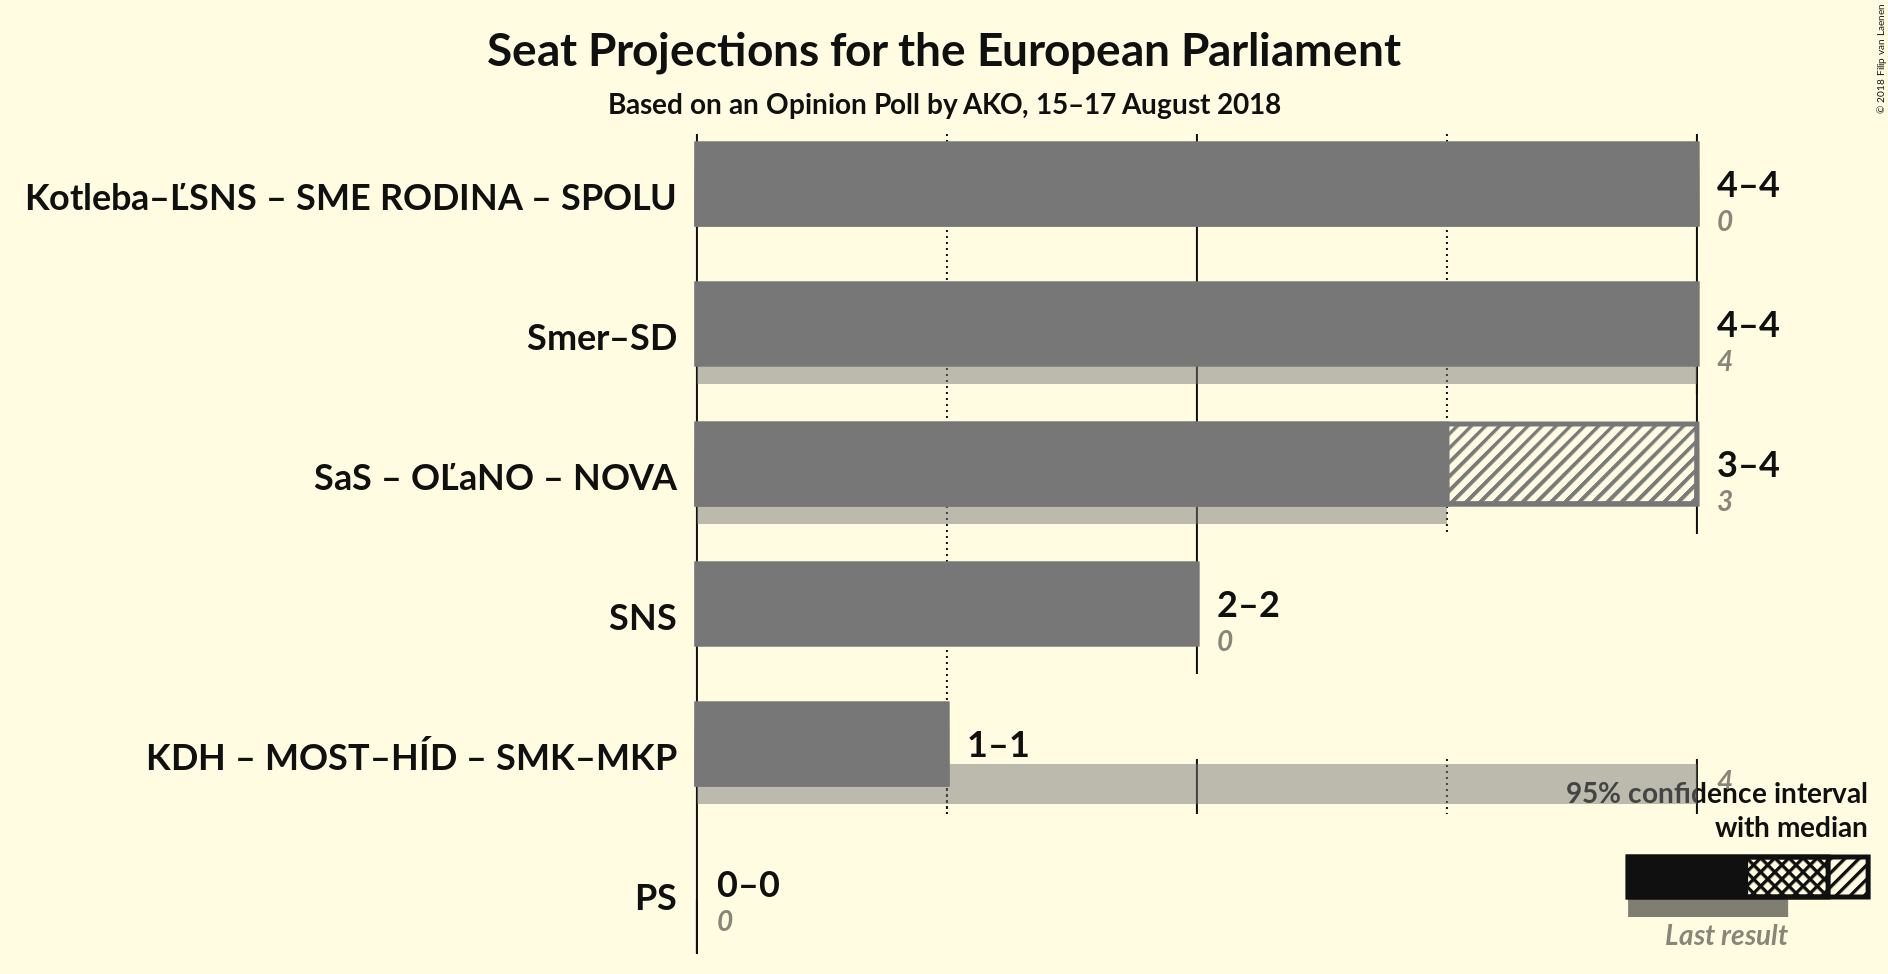 Seat Projections for the European Parliament
Based on an Opinion Poll by AKO, 15–17 August 2018
© 2018 Filip van Laenen
Kotleba–ĽSNS – SME RODINA – SPOLU
4–4
0
Smer–SD
4–4
4
SaS – OĽaNO – NOVA
3–4
3
SNS
2–2
0
KDH – MOST–HÍD – SMK–MKP
1–1
4
PS
0–0
0
95% confidence interval
with median
Last result